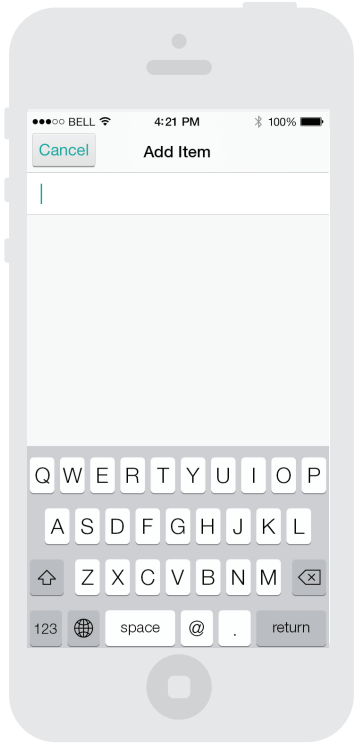 BELL 4:21 PM 100%
Cancel Add Item
Q W E R T Y U I O P
A S D F G H J K L
Z X C V B N M
123 space @ . return